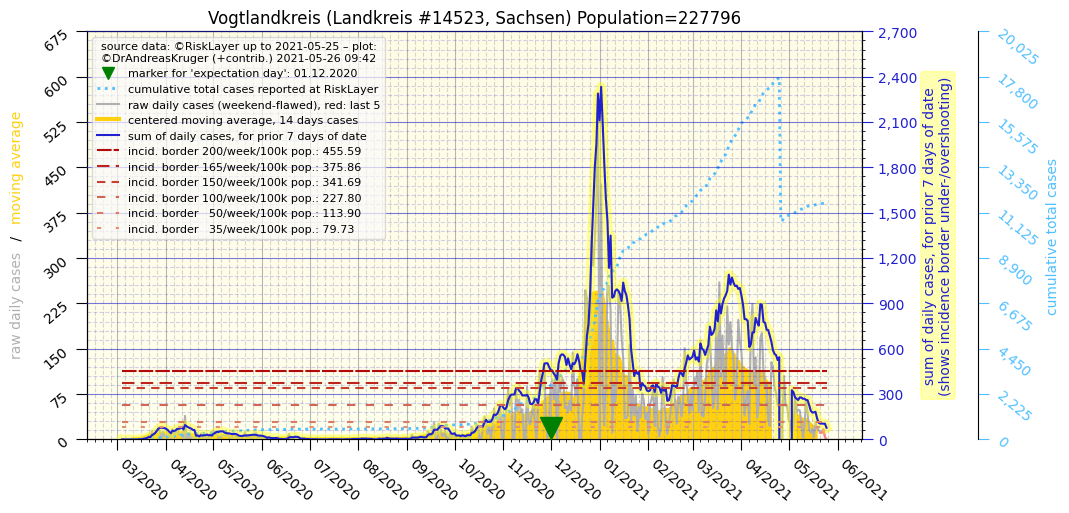 Vogtlandkreis (Landkreis #14523, Sachsen) Population=227796
source data: ©RiskLayer up to 2021-05-25 – plot:
©DrAndreasKruger (+contrib.) 2021-05-26 09:42
marker for 'expectation day': 01.12.2020
cumulative total cases reported at RiskLayer
raw daily cases (weekend-flawed), red: last 5
centered moving average, 14 days cases
sum of daily cases, for prior 7 days of date
incid. border 200/week/100k pop.: 455.59
incid. border 165/week/100k pop.: 375.86
incid. border 150/week/100k pop.: 341.69
incid. border 100/week/100k pop.: 227.80
incid. border   50/week/100k pop.: 113.90
incid. border   35/week/100k pop.: 79.73
raw daily cases / moving average
675
600
525
450
375
300
225
150
75
0
03/2020
04/2020
05/2020
06/2020
07/2020
08/2020
09/2020
10/2020
11/2020
12/2020
01/2021
02/2021
03/2021
04/2021
05/2021
06/2021
2,700
2,400
2,100
1,800
1,500
1,200
900
600
300
0
sum of daily cases, for prior 7 days of date
(shows incidence border under-/overshooting)
20,025
17,800
15,575
13,350
11,125
8,900
6,675
4,450
2,225
0
cumulative total cases